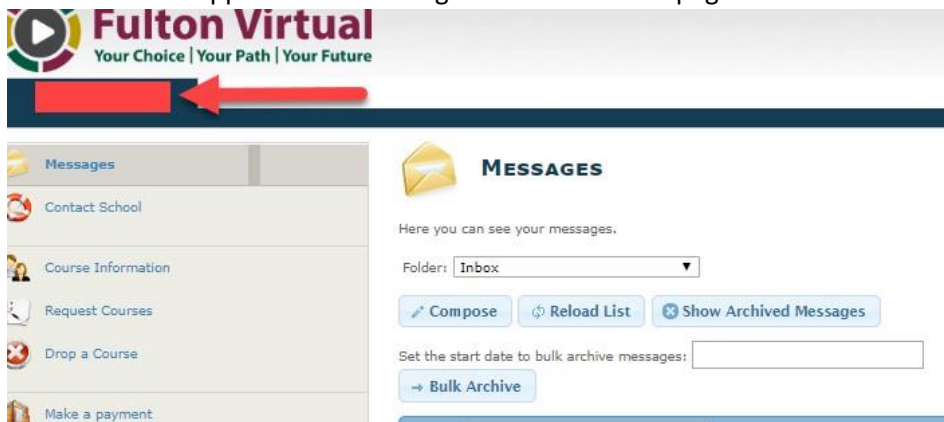 Fulton Virtual
Your Choice | Your Path | Your Future
Messages
Contact School
Course Information
Request Courses
Drop a Course
Make a payment
MESSAGES
Here you can see your messages.
Folder: Inbox
Compose Reload List Show Archived Messages
Set the start date to bulk archive messages:
Bulk Archive